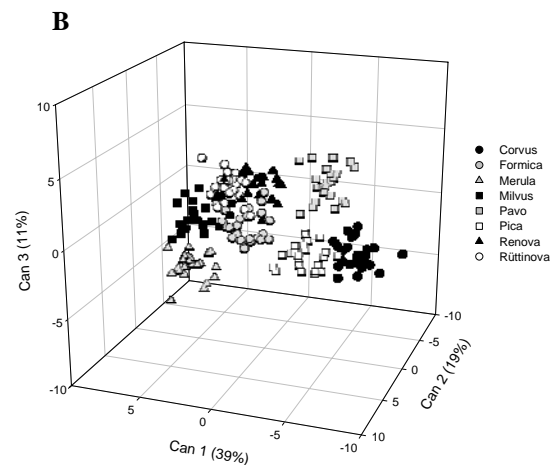 B
10
5
0
-5
-10
Can 3 (11%)
5
0
-5
-10
Can 1 (39%)
10
5
0
-5
-10
Can 2 (19%)
Corvus
Formica
Merula
Milvus
Pavo
Pica
Renova
Rüttinova